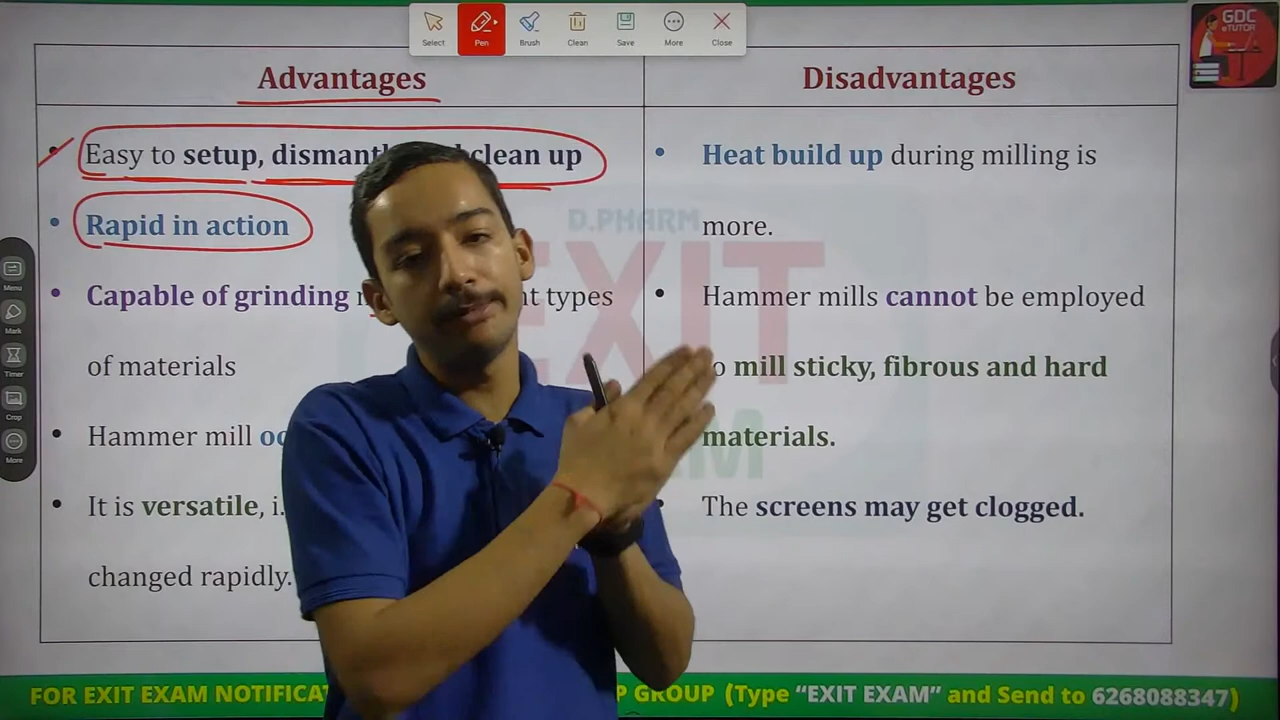 Select
Pen
Brush
Clean
Save
More
Close
GDC
eTUTOR
Advantages
Disadvantages
Easy to setup, clean up
Rapid in action
Capable of grinding types
of materials
Hammer mill
It is versatile,
changed rapidly.
Heat build up during milling is
more.
Hammer mills cannot be employed
mill sticky, fibrous and hard
materials.
The screens may get clogged.
D.PHARM
EXIT
Menu
Mark
Timer
Crop
More
FOR EXIT EXAM GROUP (Type “EXIT EXAM” and Send to 6268088347)